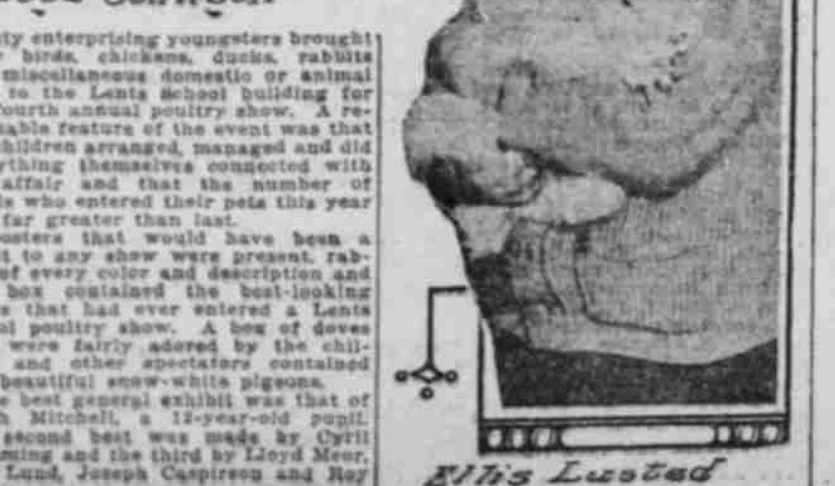 ty enterprising youngsters brought
birds, chickens, ducks, rabbits
miscellaneous domestic or animal
to the Lents school building for
fourth annual poultry show. A re-
able feature of the event was that
children arranged, managed and did
ything themselves connected with
affair and that the number of
s who entered their pets this year
far greater than last.
osters that would have been a
it to any show were present, rab-
of every color and description and
box contained the best-looking
s that had ever entered a Lents
ol poultry show. A box of doves
were fairly adored by the chil-
and other spectators contained
beautiful snow-white pigeons.
e best general exhibit was that of
h Mitchell, a 12-year-old pupil.
second best was made by Cyril
ming and the third by Lloyd Meor,
Lund, Joseph Caspirson and Roy
Ellis Lusted